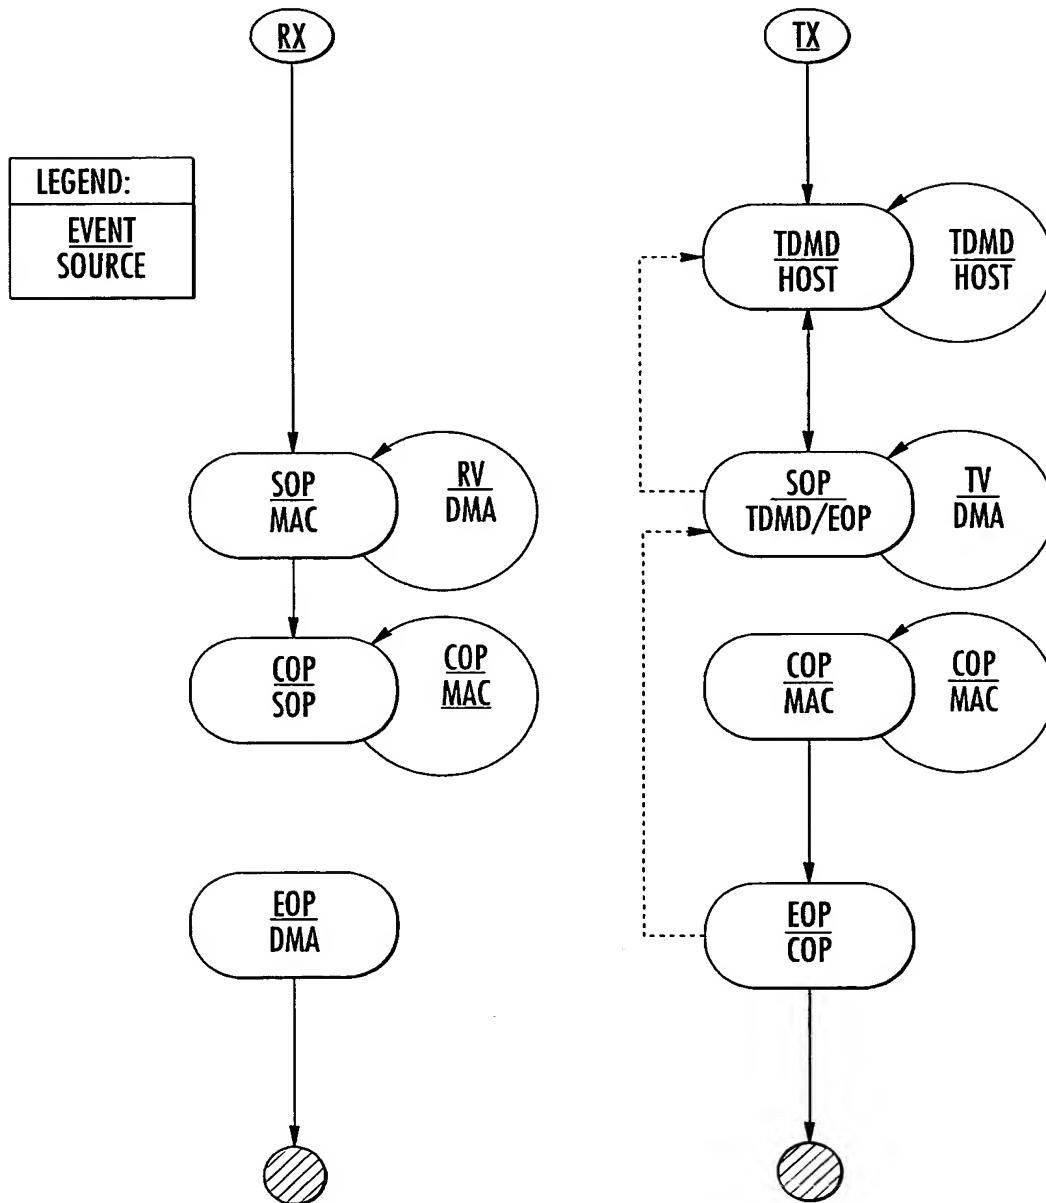 RX
TX
LEGEND:
EVENT
SOURCE
TDMD
HOST
TDMD
HOST
SOP
MAC
RV
DMA
SOP
TDMD/EOP
TV
DMA
COP
SOP
COP
MAC
COP
MAC
COP
MAC
EOP
DMA
EOP
COP